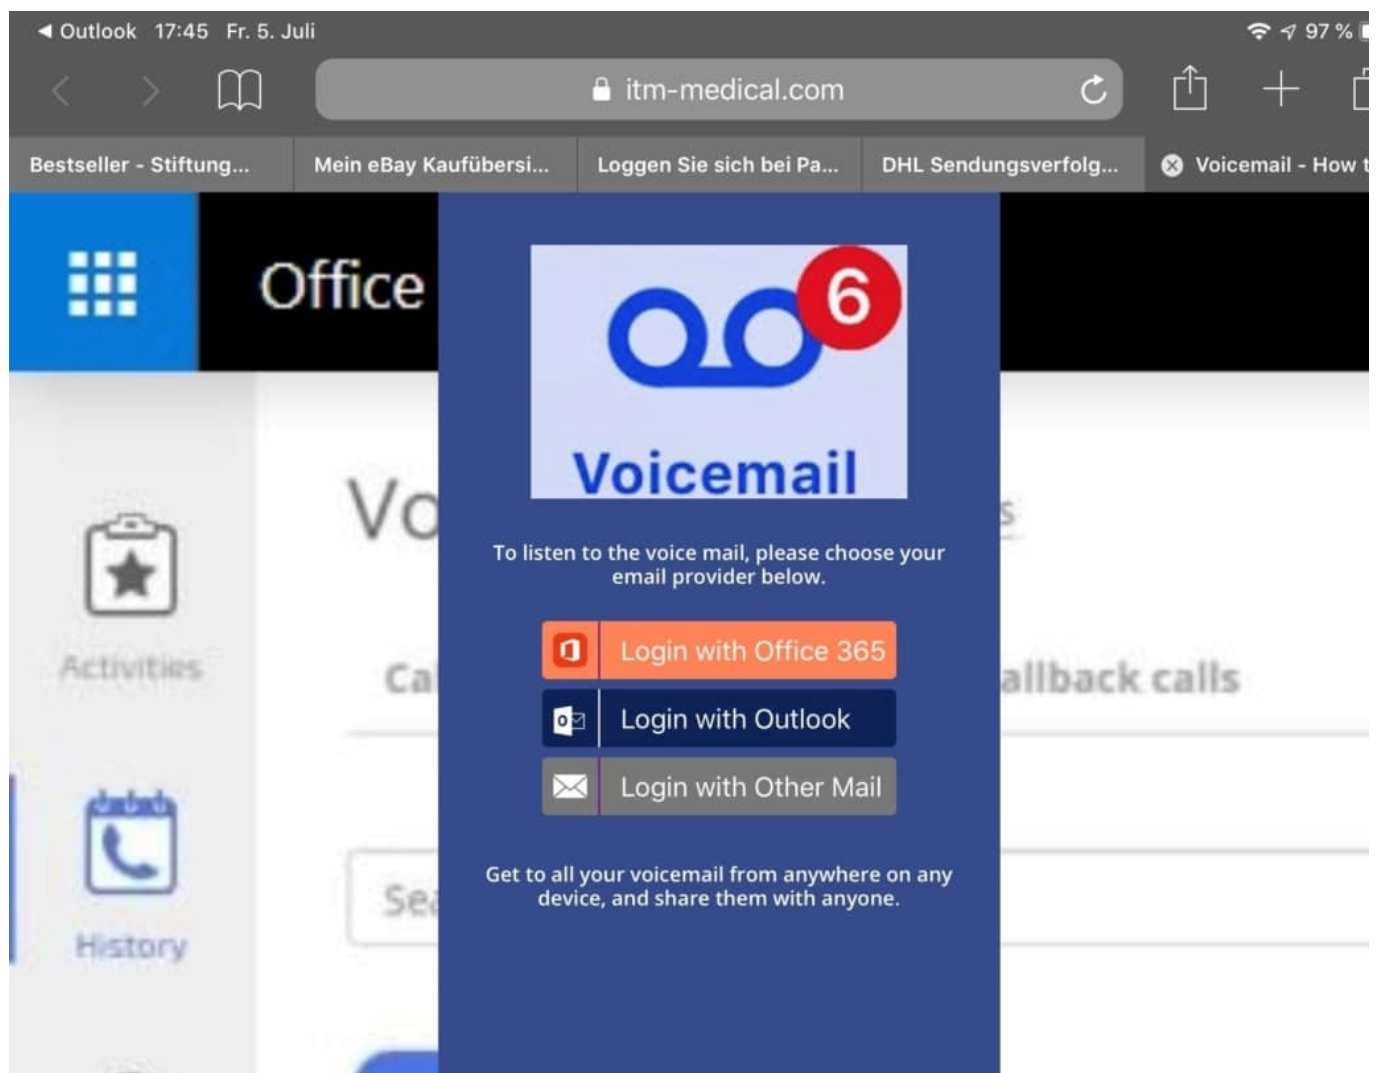 ◀ Outlook 17:45 Fr. 5. Juli 97 %
itm-medical.com
Bestseller - Stiftung... Mein eBay Kaufübersi... Loggen Sie sich bei Pa... DHL Sendungsverfolg... Voicemail - How t
Office
6
Voicemail
Vo s
To listen to the voice mail, please choose your
email provider below.
Login with Office 365
Activities Ca allback calls
Login with Outlook
Login with Other Mail
Get to all your voicemail from anywhere on any
device, and share them with anyone.
Sea
History